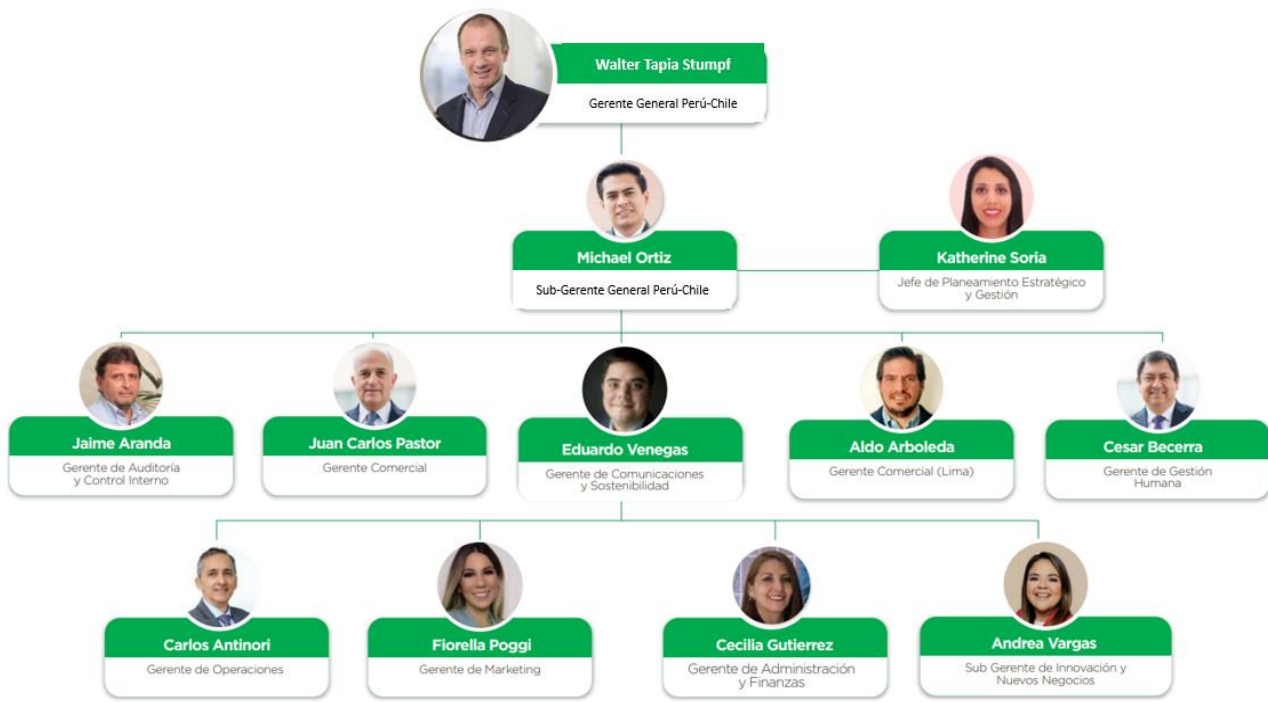 Walter Tapia Stumpf
Gerente General Perú-Chile
Michael Ortiz
Sub-Gerente General Perú-Chile
Katherine Soria
Jefe de Planeamiento Estratégico
y Gestión
Jaime Aranda
Gerente de Auditoría
y Control Interno
Juan Carlos Pastor
Gerente Comercial
Eduardo Venegas
Gerente de Comunicaciones
y Sostenibilidad
Aldo Arboleda
Gerente Comercial (Lima)
Cesar Becerra
Gerente de Gestión
Humana
Carlos Antinori
Gerente de Operaciones
Fiorella Poggi
Gerente de Marketing
Cecilia Gutierrez
Gerente de Administración
y Finanzas
Andrea Vargas
Sub Gerente de Innovación y
Nuevos Negocios